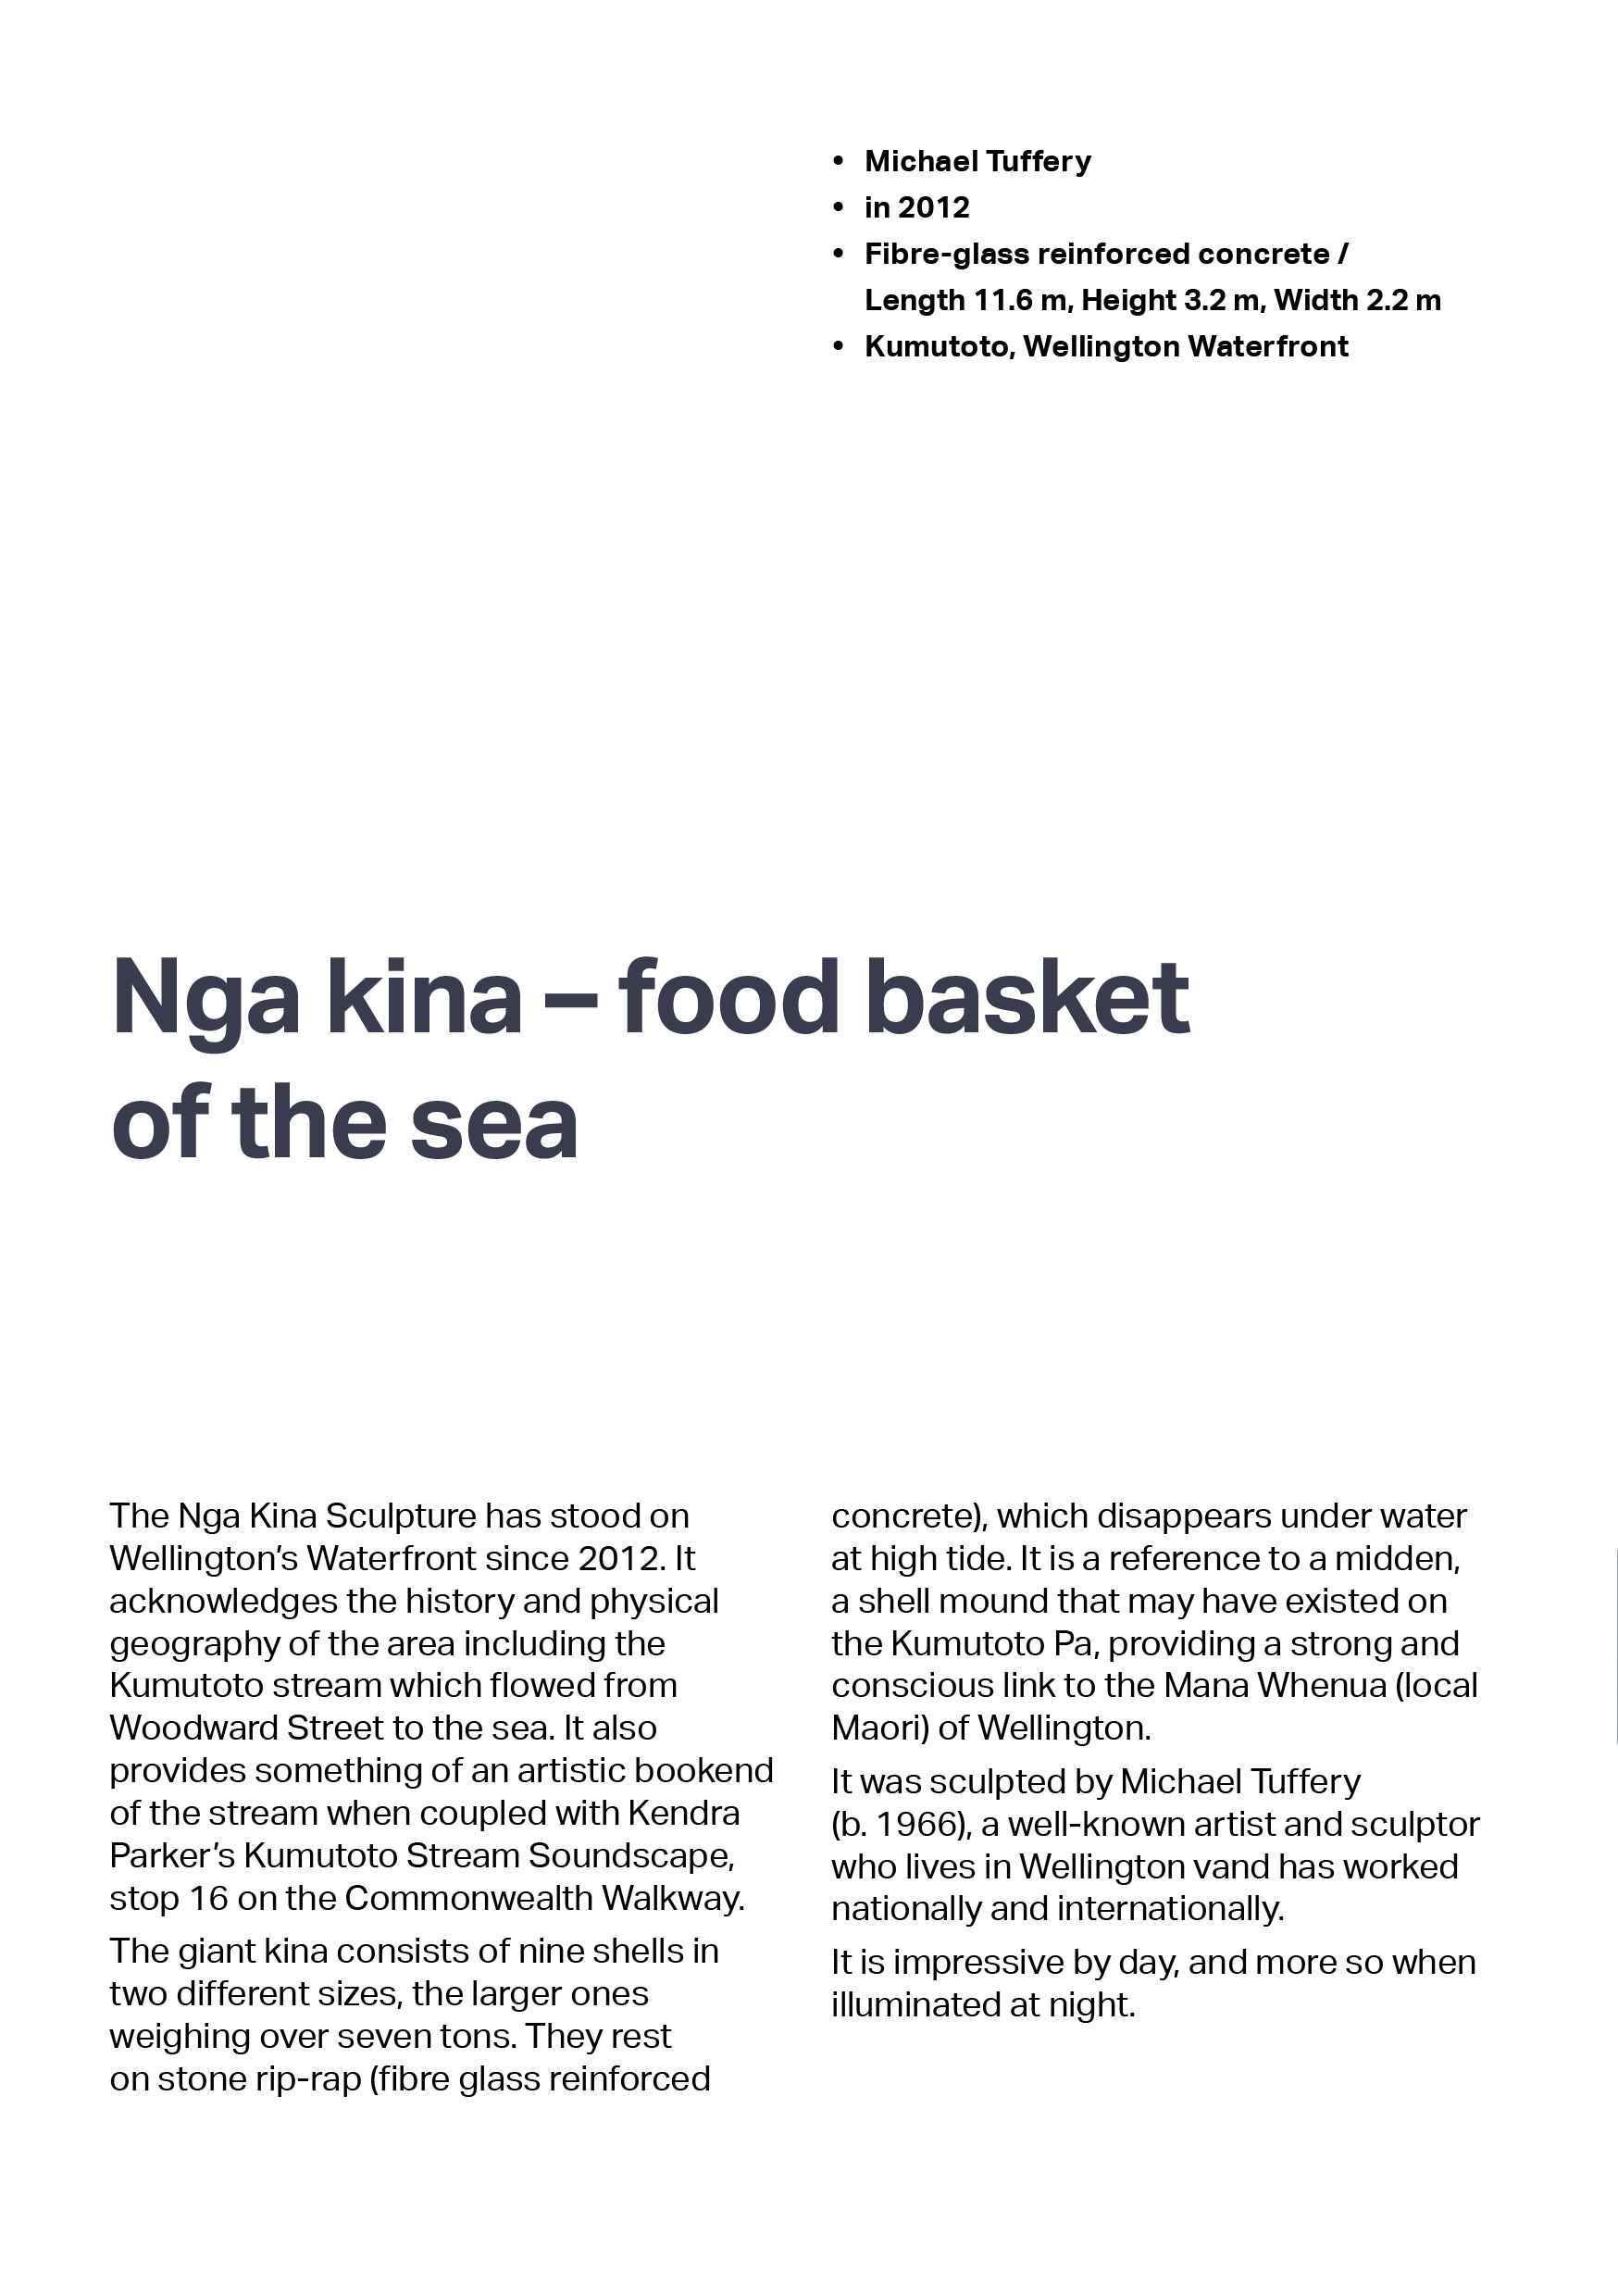 • Michael Tuffery
• in 2012
• Fibre-glass reinforced concrete /
Length 11.6 m, Height 3.2 m, Width 2.2 m
• Kumutoto, Wellington Waterfront
Nga kina – food basket
of the sea
The Nga Kina Sculpture has stood on
Wellington’s Waterfront since 2012. It
acknowledges the history and physical
geography of the area including the
Kumutoto stream which flowed from
Woodward Street to the sea. It also
provides something of an artistic bookend
of the stream when coupled with Kendra
Parker’s Kumutoto Stream Soundscape,
stop 16 on the Commonwealth Walkway.
The giant kina consists of nine shells in
two different sizes, the larger ones
weighing over seven tons. They rest
on stone rip-rap (fibre glass reinforced
concrete), which disappears under water
at high tide. It is a reference to a midden,
a shell mound that may have existed on
the Kumutoto Pa, providing a strong and
conscious link to the Mana Whenua (local
Maori) of Wellington.
It was sculpted by Michael Tuffery
(b. 1966), a well-known artist and sculptor
who lives in Wellington vand has worked
nationally and internationally.
It is impressive by day, and more so when
illuminated at night.